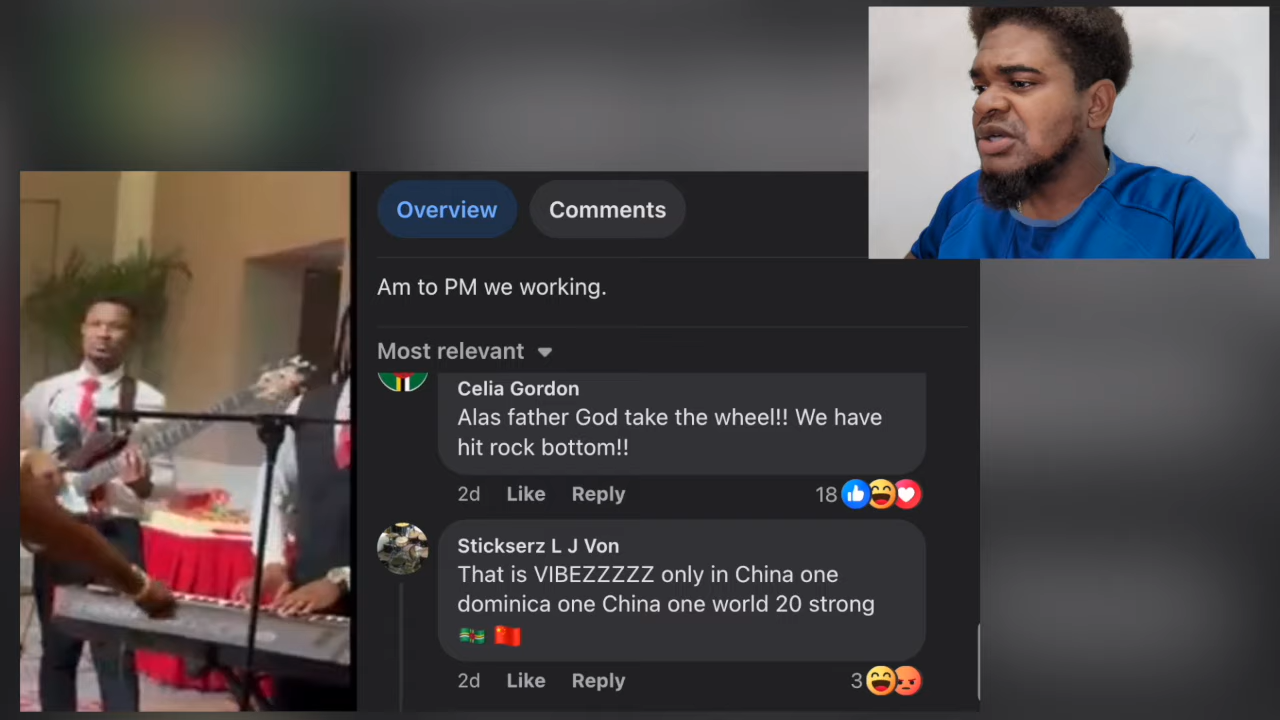 Overview
Comments
Am to PM we working.
Most relevant
Celia Gordon
Alas father God take the wheel!! We have
hit rock bottom!!
2d Like Reply 18
Stickserz L J Von
That is VIBEZZZZZ only in China one
dominica one China one world 20 strong
🇩🇲 🇨🇳
2d Like Reply 3